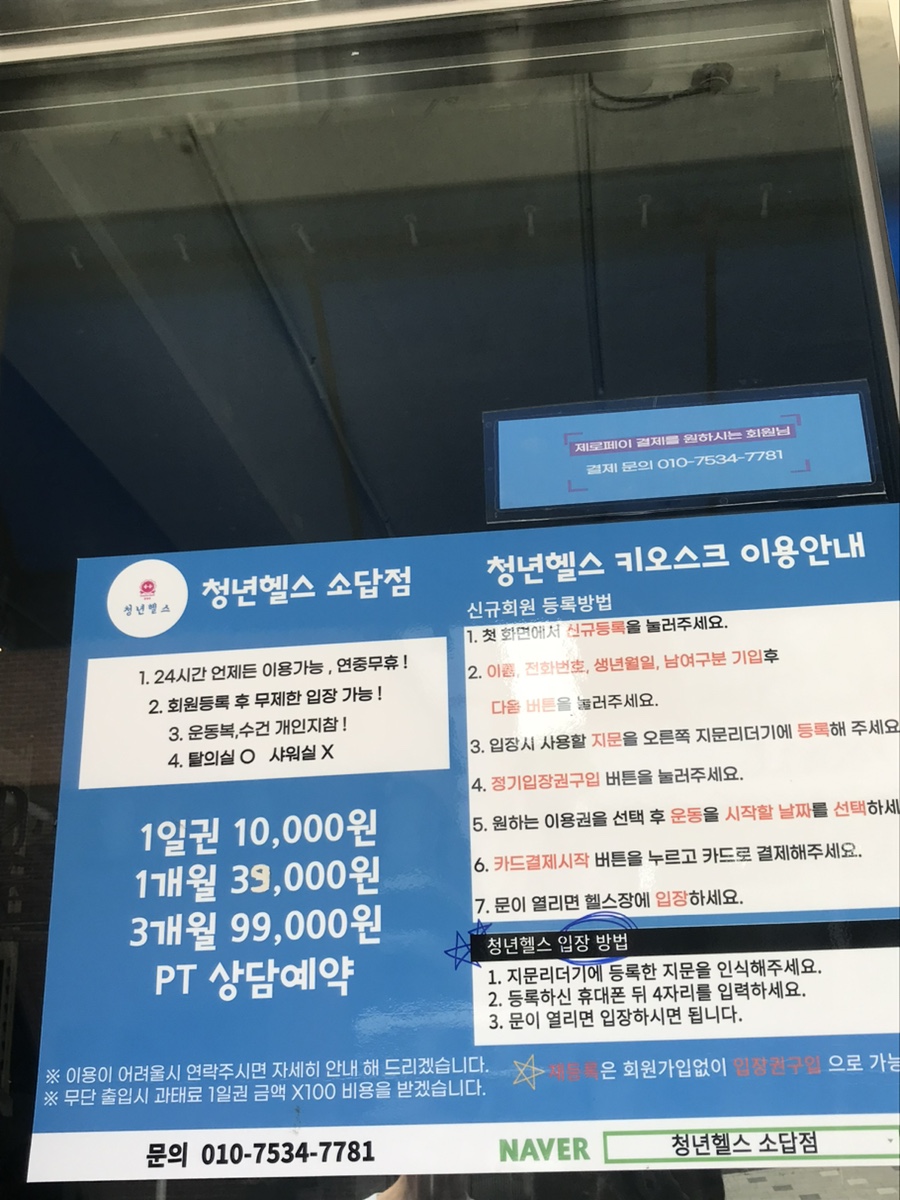 제로페이 결제를 원하시는 회원님
결제 문의 010-7534-7781
청년헬스
청년헬스 소답점
1. 24시간 언제든 이용가능 , 연중무휴 !
2. 회원등록 후 무제한 입장 가능 !
3. 운동복,수건 개인지참 !
4. 탈의실 O 샤워실 X
1일권 10,000원
1개월 39,000원
3개월 99,000원
PT 상담예약
※ 이용이 어려울시 연락주시면 자세히 안내 해 드리겠습니다.
※ 무단 출입시 과태료 1일권 금액 X100 비용을 받겠습니다.
문의 010-7534-7781
청년헬스 키오스크 이용안내
신규회원 등록방법
1. 첫 화면에서 신규등록을 눌러주세요.
2. 이름, 전화번호, 생년월일, 남여구분 기입후
다음 버튼을 눌러주세요.
3. 입장시 사용할 지문을 오른쪽 지문리더기에 등록해 주세요
4. 정기입장권구입 버튼을 눌러주세요.
5. 원하는 이용권을 선택 후 운동을 시작할 날짜를 선택하세
6. 카드결제시작 버튼을 누르고 카드로 결제해주세요.
7. 문이 열리면 헬스장에 입장하세요.
청년헬스 입장 방법
1. 지문리더기에 등록한 지문을 인식해주세요.
2. 등록하신 휴대폰 뒤 4자리를 입력하세요.
3. 문이 열리면 입장하시면 됩니다.
재등록은 회원가입없이 입장권구입 으로 가능
NAVER 청년헬스 소답점